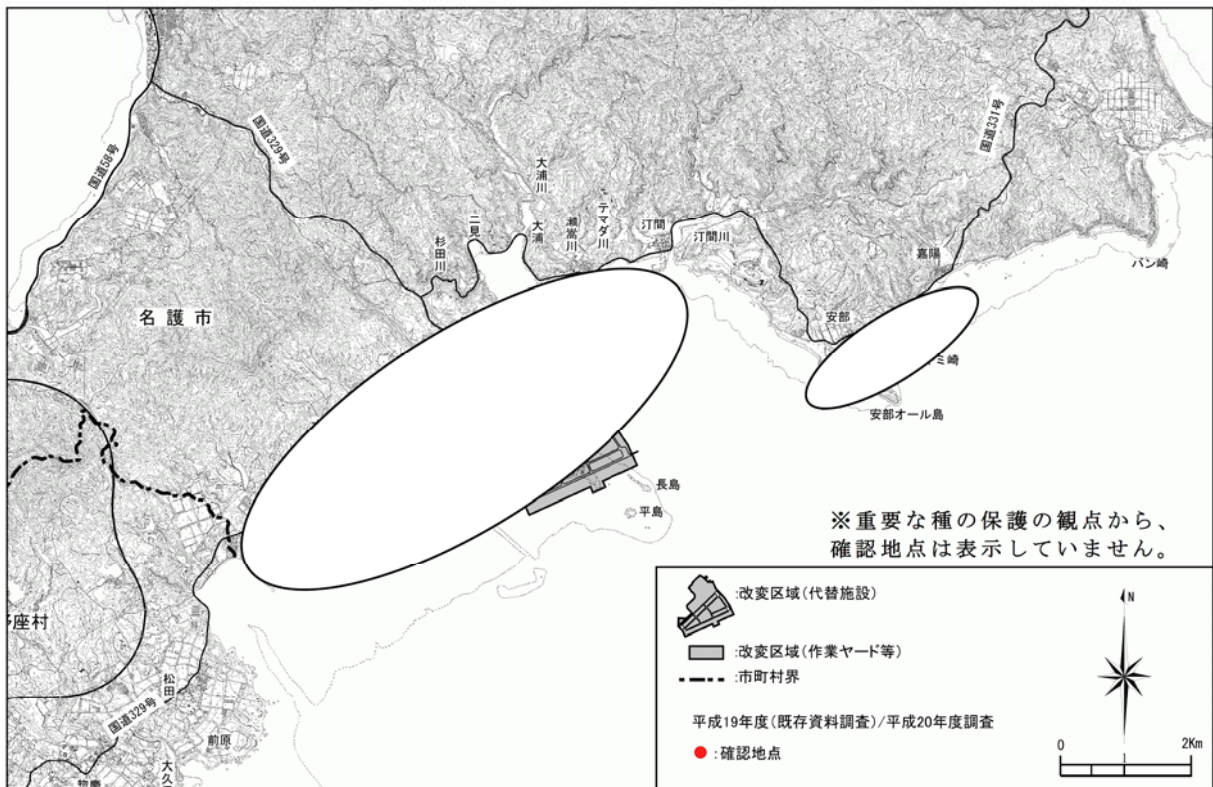 国道58号
国道329号
国道331号
大浦川
テマダ川
二見
大浦
瀬嵩川
汀間
汀間川
杉田川
嘉陽
バン崎
名護市
安部
ミ崎
安部オール島
長島
平島
※重要な種の保護の観点から、
確認地点は表示していません。
座村
松田
国道329号
前原
:改変区域(代替施設)
:改変区域(作業ヤード等)
:市町村界
平成19年度(既存資料調査)/平成20年度調査
:確認地点
N
0 1 2Km